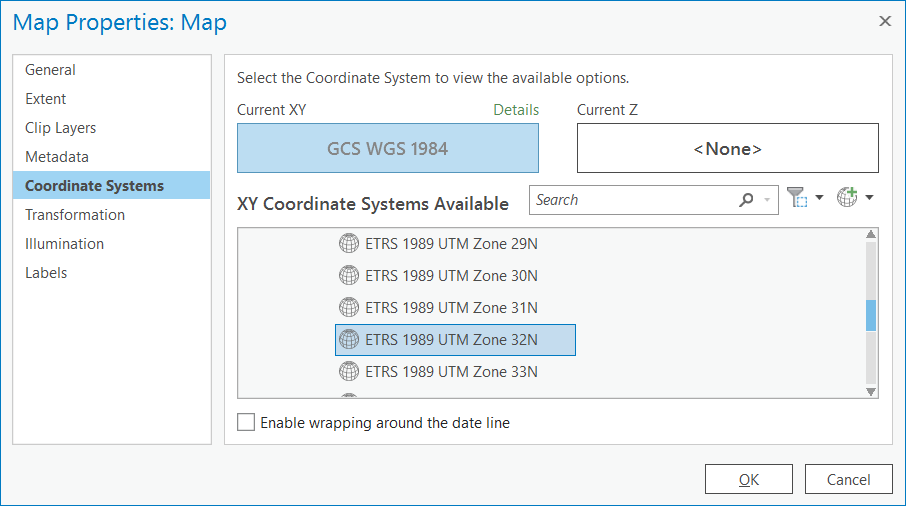 Map Properties: Map
General
Extent
Clip Layers
Metadata
Coordinate Systems
Transformation
Illumination
Labels
Select the Coordinate System to view the available options.
Current XY Details Current Z
GCS WGS 1984 <None>
XY Coordinate Systems Available Search
ETRS 1989 UTM Zone 29N
ETRS 1989 UTM Zone 30N
ETRS 1989 UTM Zone 31N
ETRS 1989 UTM Zone 32N
ETRS 1989 UTM Zone 33N
Enable wrapping around the date line
OK Cancel